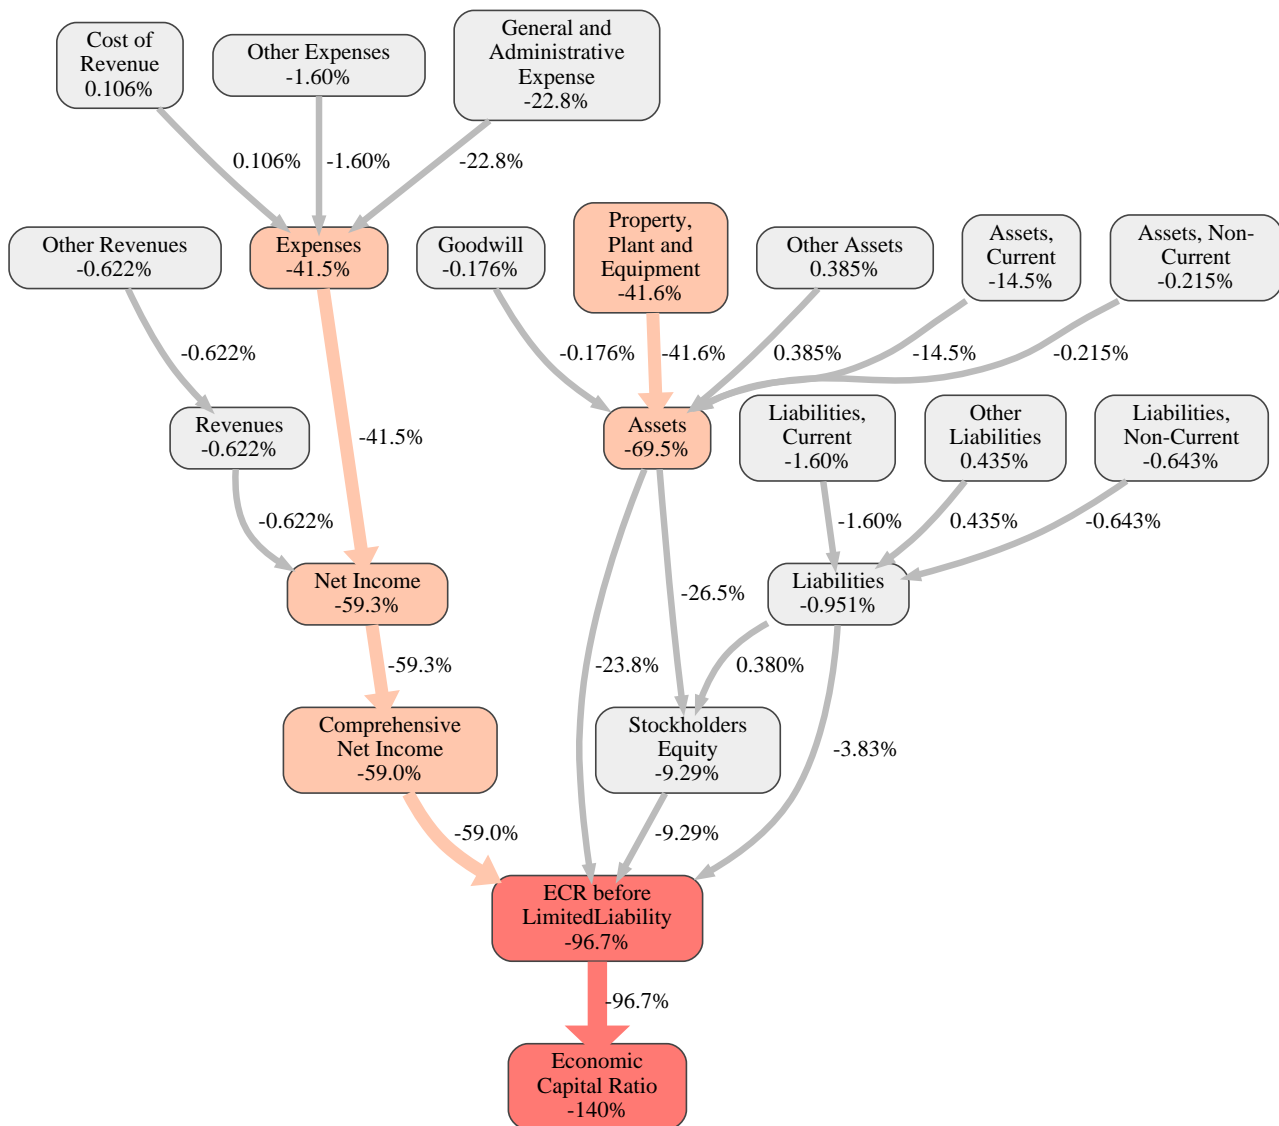 Cost of
Revenue
0.106%
Other Expenses
-1.60%
General and
Administrative
Expense
-22.8%
0.106%
-1.60%
-22.8%
Other Revenues
-0.622%
Expenses
-41.5%
Goodwill
-0.176%
Property,
Plant and
Equipment
-41.6%
Other Assets
0.385%
Assets,
Current
-14.5%
Assets, Non-
Current
-0.215%
-0.622%
-41.5%
-0.176%
-41.6%
0.385%
-14.5%
-0.215%
Revenues
-0.622%
Assets
-69.5%
Liabilities,
Current
-1.60%
Other
Liabilities
0.435%
Liabilities,
Non-Current
-0.643%
-0.622%
-1.60%
0.435%
-0.643%
Net Income
-59.3%
-26.5%
Liabilities
-0.951%
-59.3%
-23.8%
0.380%
-3.83%
Comprehensive
Net Income
-59.0%
Stockholders
Equity
-9.29%
-59.0%
-9.29%
ECR before
LimitedLiability
-96.7%
-96.7%
Economic
Capital Ratio
-140%